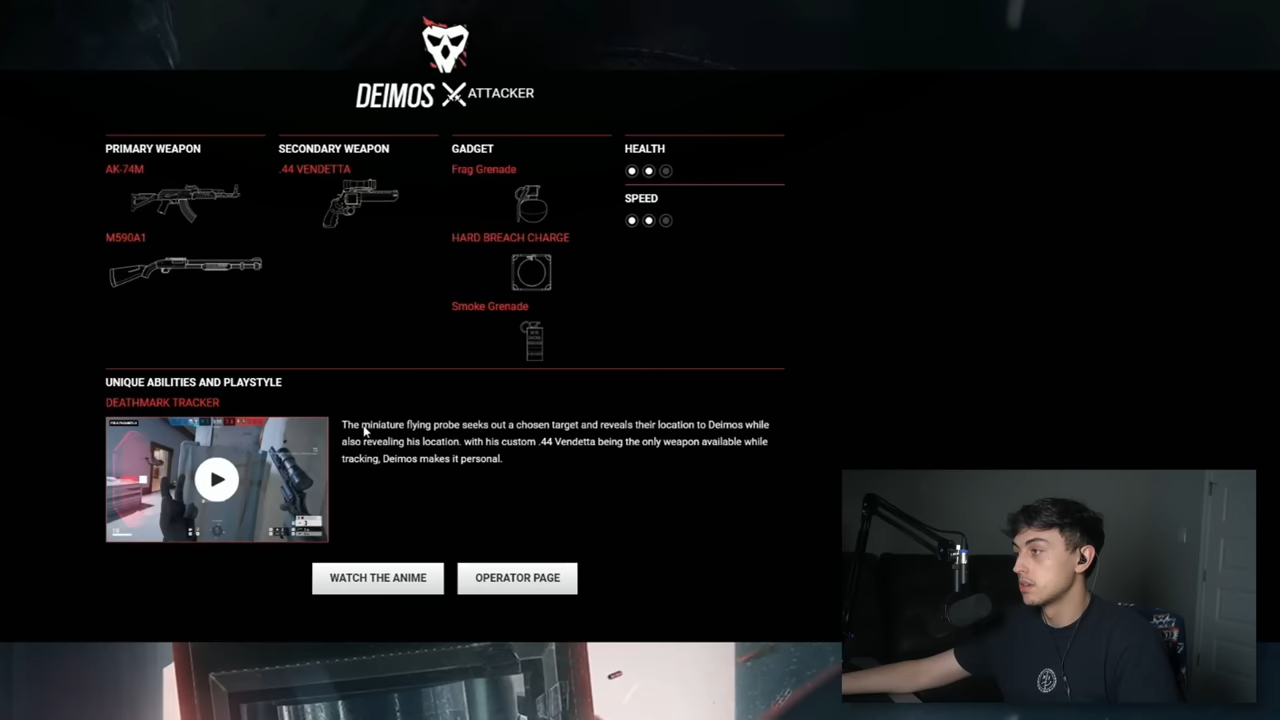 DEIMOS ATTACKER
PRIMARY WEAPON
AK-74M
M590A1
SECONDARY WEAPON
.44 VENDETTA
GADGET
Frag Grenade
HARD BREACH CHARGE
Smoke Grenade
HEALTH
SPEED
UNIQUE ABILITIES AND PLAYSTYLE
DEATHMARK TRACKER
The miniature flying probe seeks out a chosen target and reveals their location to Deimos while
also revealing his location. with his custom .44 Vendetta being the only weapon available while
tracking, Deimos makes it personal.
WATCH THE ANIME
OPERATOR PAGE